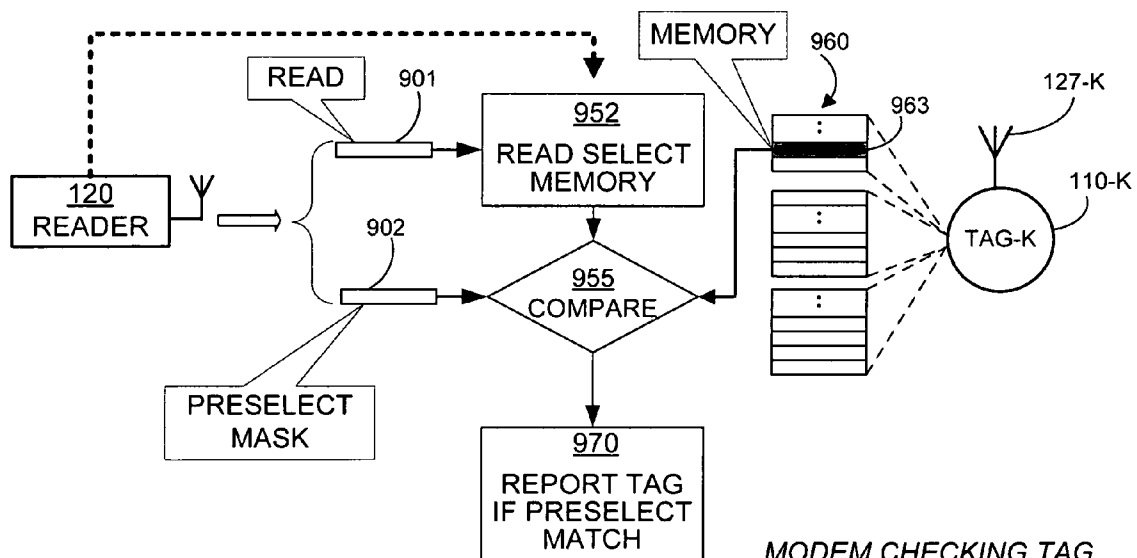 MEMORY
960
READ
901
127-K
963
952
READ SELECT
MEMORY
110-K
120
READER
902
TAG-K
955
COMPARE
PRESELECT
MASK
970
REPORT TAG
IF PRESELECT
MATCH
MODEM CHECKING TAG